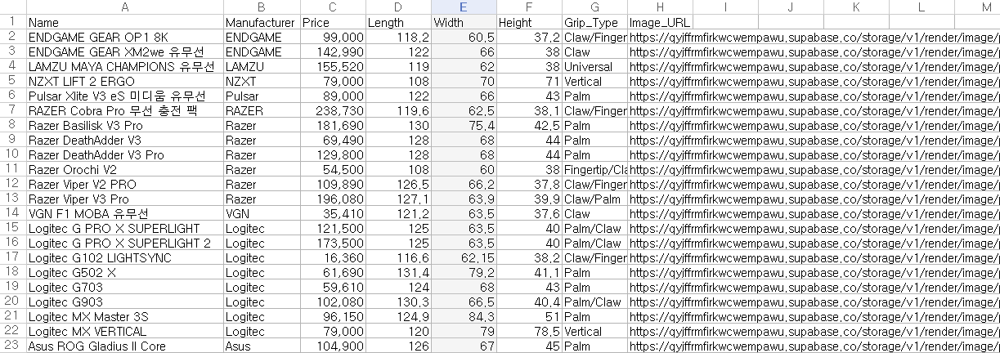 A B C D E F G H I J K L M
1 Name Manufacturer Price Length Width Height Grip_Type Image_URL
2 ENDGAME GEAR OP1 8K ENDGAME 99,000 118.2 60.5 37.2 Claw/Finger https://qyjffrmfirkwcwempawu.supabase.co/storage/v1/render/image/p
3 ENDGAME GEAR XM2we 유무선 ENDGAME 142,990 122 66 38 Claw https://qyjffrmfirkwcwempawu.supabase.co/storage/v1/render/image/p
4 LAMZU MAYA CHAMPIONS 유무선 LAMZU 155,520 119 62 38 Universal https://qyjffrmfirkwcwempawu.supabase.co/storage/v1/render/image/p
5 NZXT LIFT 2 ERGO NZXT 79,000 108 70 71 Vertical https://qyjffrmfirkwcwempawu.supabase.co/storage/v1/render/image/p
6 Pulsar Xlite V3 eS 미디움 유무선 Pulsar 89,000 122 66 43 Palm https://qyjffrmfirkwcwempawu.supabase.co/storage/v1/render/image/p
7 RAZER Cobra Pro 무선 충전 팩 RAZER 238,730 119.6 62.5 38.1 Claw/Finger https://qyjffrmfirkwcwempawu.supabase.co/storage/v1/render/image/p
8 Razer Basilisk V3 Pro Razer 181,690 130 75.4 42.5 Palm https://qyjffrmfirkwcwempawu.supabase.co/storage/v1/render/image/p
9 Razer DeathAdder V3 Razer 69,490 128 68 44 Palm https://qyjffrmfirkwcwempawu.supabase.co/storage/v1/render/image/p
10 Razer DeathAdder V3 Pro Razer 129,800 128 68 44 Palm https://qyjffrmfirkwcwempawu.supabase.co/storage/v1/render/image/p
11 Razer Orochi V2 Razer 54,500 108 60 38 Fingertip/Cla https://qyjffrmfirkwcwempawu.supabase.co/storage/v1/render/image/p
12 Razer Viper V2 PRO Razer 109,890 126.5 66.2 37.8 Claw/Finger https://qyjffrmfirkwcwempawu.supabase.co/storage/v1/render/image/p
13 Razer Viper V3 Pro Razer 196,080 127.1 63.9 39.9 Claw/Palm https://qyjffrmfirkwcwempawu.supabase.co/storage/v1/render/image/p
14 VGN F1 MOBA 유무선 VGN 35,410 121.2 63.5 37.6 Claw https://qyjffrmfirkwcwempawu.supabase.co/storage/v1/render/image/p
15 Logitec G PRO X SUPERLIGHT Logitec 121,500 125 63.5 40 Palm/Claw https://qyjffrmfirkwcwempawu.supabase.co/storage/v1/render/image/p
16 Logitec G PRO X SUPERLIGHT 2 Logitec 173,500 125 63.5 40 Palm/Claw https://qyjffrmfirkwcwempawu.supabase.co/storage/v1/render/image/p
17 Logitec G102 LIGHTSYNC Logitec 16,360 116.6 62.15 38.2 Claw/Finger https://qyjffrmfirkwcwempawu.supabase.co/storage/v1/render/image/p
18 Logitec G502 X Logitec 61,690 131.4 79.2 41.1 Palm https://qyjffrmfirkwcwempawu.supabase.co/storage/v1/render/image/p
19 Logitec G703 Logitec 59,610 124 68 43 Palm https://qyjffrmfirkwcwempawu.supabase.co/storage/v1/render/image/p
20 Logitec G903 Logitec 102,080 130.3 66.5 40.4 Palm/Claw https://qyjffrmfirkwcwempawu.supabase.co/storage/v1/render/image/p
21 Logitec MX Master 3S Logitec 96,150 124.9 84.3 51 Palm https://qyjffrmfirkwcwempawu.supabase.co/storage/v1/render/image/p
22 Logitec MX VERTICAL Logitec 79,000 120 79 78.5 Vertical https://qyjffrmfirkwcwempawu.supabase.co/storage/v1/render/image/p
23 Asus ROG Gladius II Core Asus 104,900 126 67 45 Palm https://qyjffrmfirkwcwempawu.supabase.co/storage/v1/render/image/p